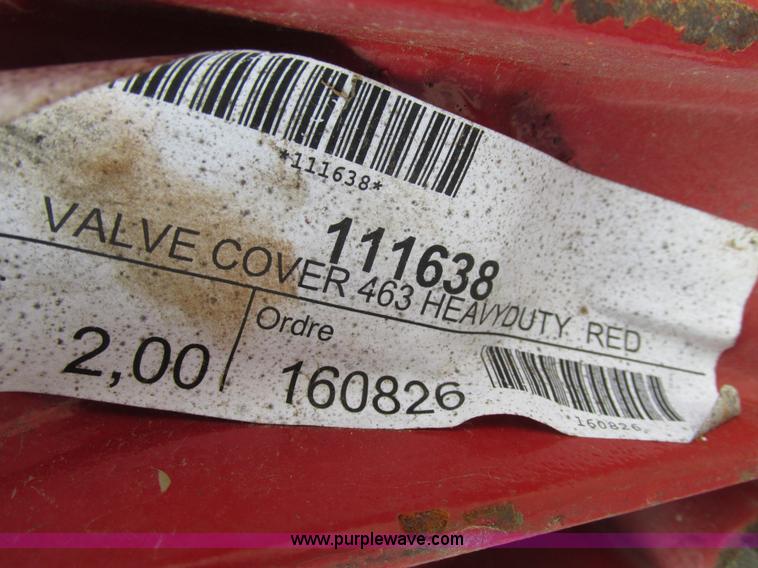 *111638*
111638
VALVE COVER 463 HEAVYDUTY RED
2,00
Ordre
160826
*160826*
www.purplewave.com